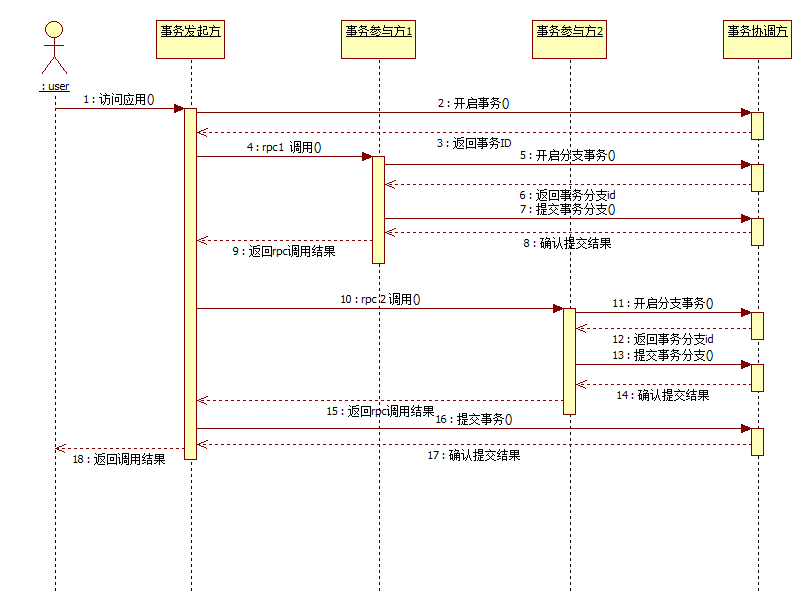 事务发起方
事务参与方1
事务参与方2
事务协调方
: user
1 : 访问应用()
2 : 开启事务()
3 : 返回事务ID
4 : rpc1 调用()
5 : 开启分支事务()
6 : 返回事务分支id
7 : 提交事务分支()
8 : 确认提交结果
9 : 返回rpc调用结果
10 : rpc 2 调用()
11 : 开启分支事务()
12 : 返回事务分支id
13 : 提交事务分支()
14 : 确认提交结果
15 : 返回rpc调用结果
16 : 提交事务()
17 : 确认提交结果
18 : 返回调用结果